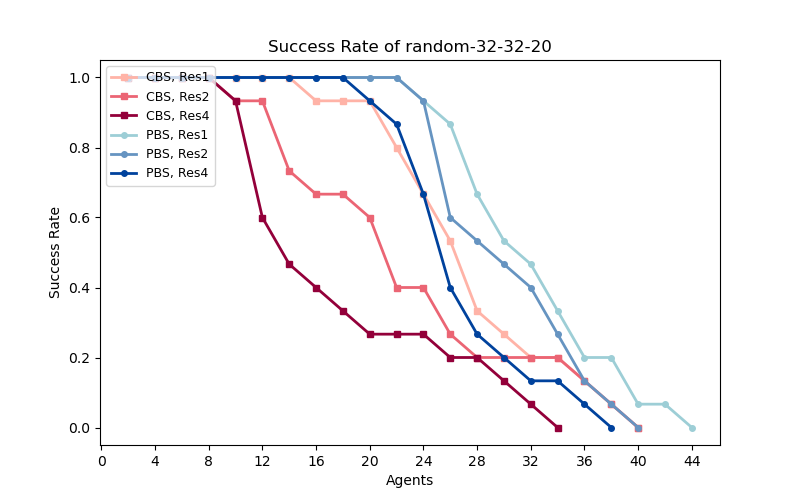 Success Rate of random-32-32-20
CBS, Res1
CBS, Res2
CBS, Res4
PBS, Res1
PBS, Res2
PBS, Res4
Success Rate
1.0
0.8
0.6
0.4
0.2
0.0
0 4 8 12 16 20 24 28 32 36 40 44
Agents